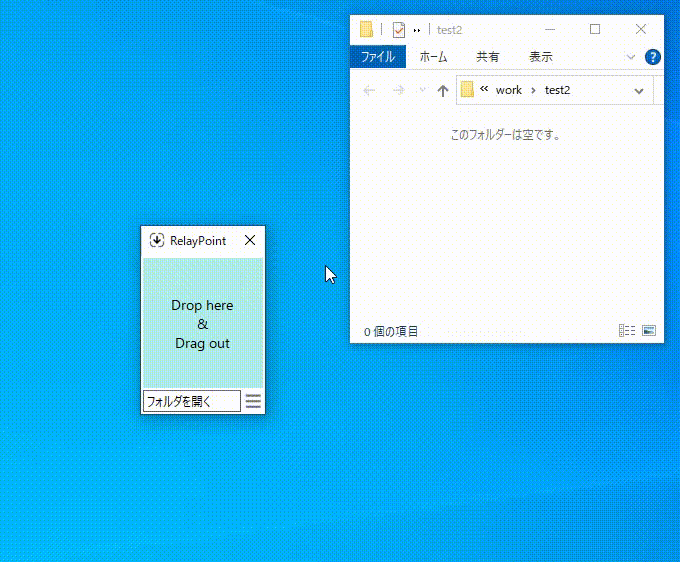 test2
ファイル ホーム 共有 表示
« work › test2
このフォルダーは空です。
RelayPoint
Drop here
&
Drag out
0 個の項目
フォルダを開く